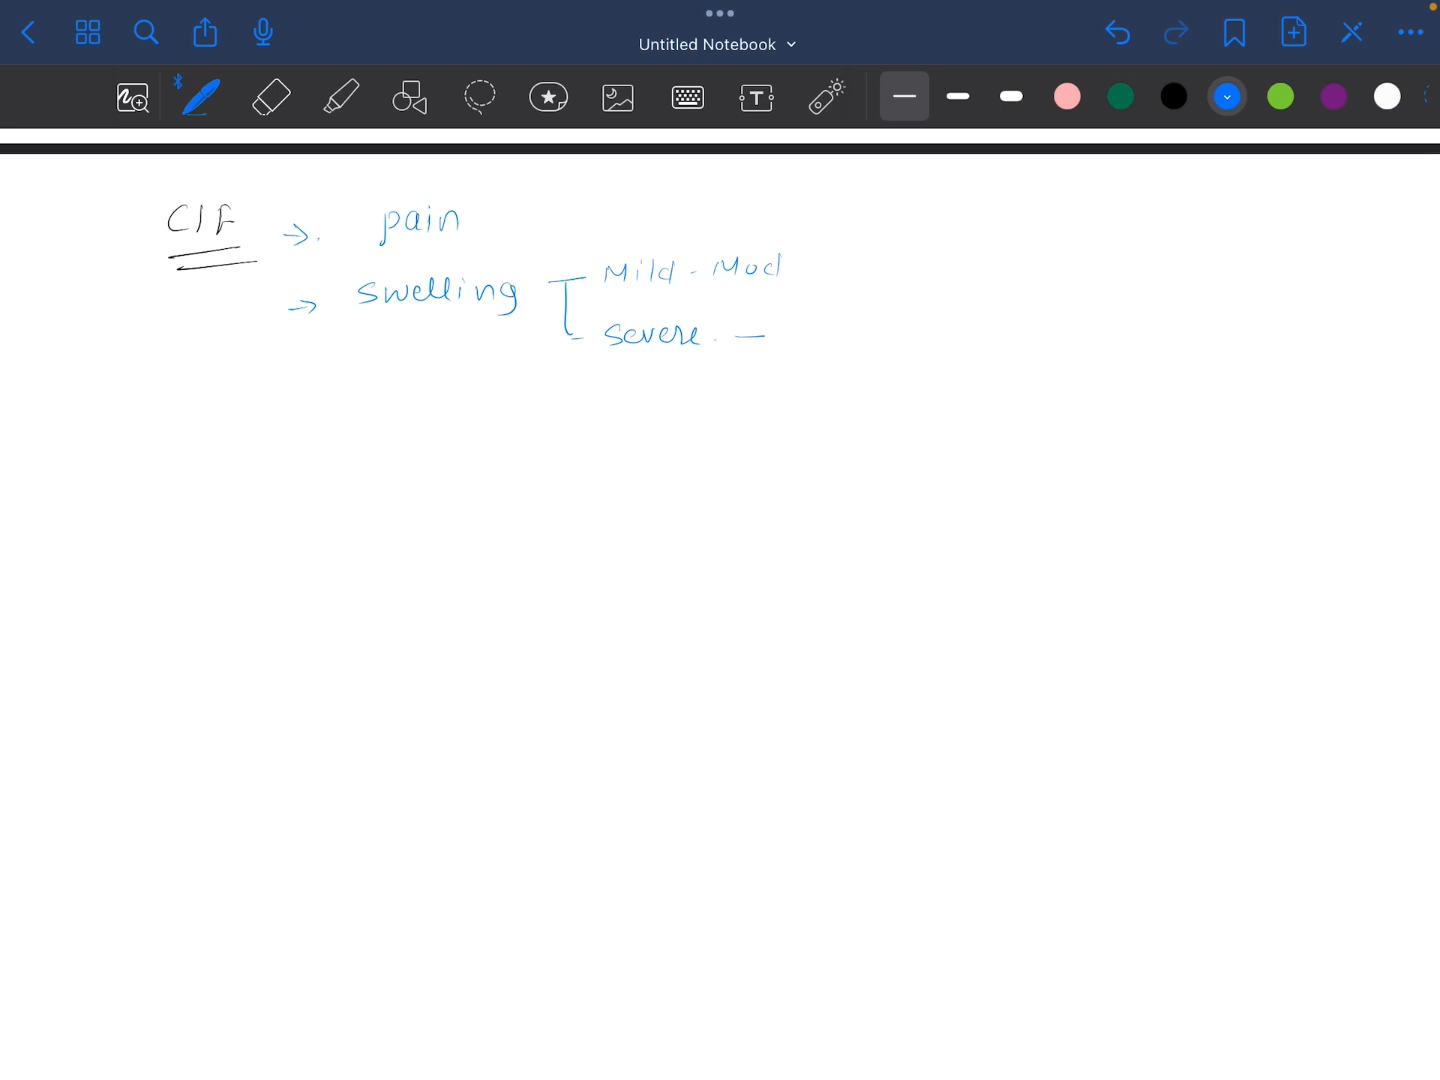 Untitled Notebook
T
C/F → . pain
→ swelling Mild - Mod
- severe . —